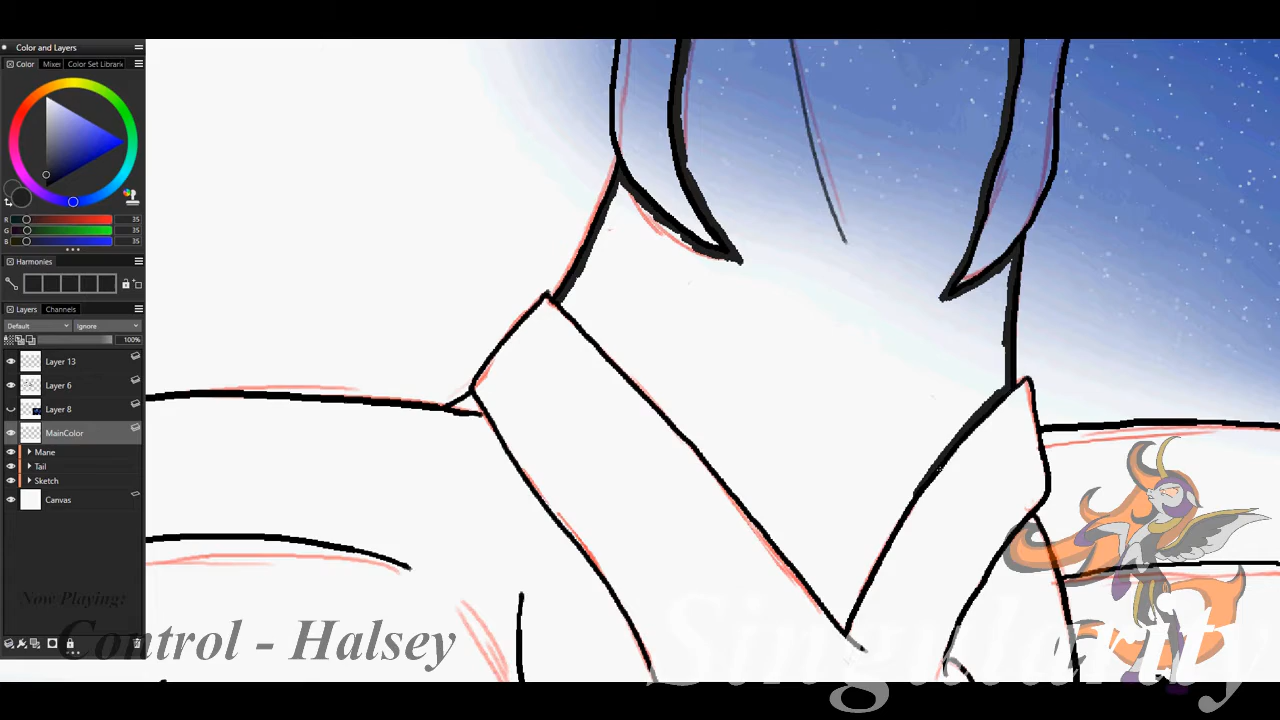 Color and Layers
Color Mixer Color Set Librari
R 35
G 35
B 35
Harmonies
Layers Channels
Default Ignore
100%
Layer 13
Layer 6
Layer 8
MainColor
Mane
Tail
Sketch
Canvas
Now Playing:
Control - Halsey
Singularity